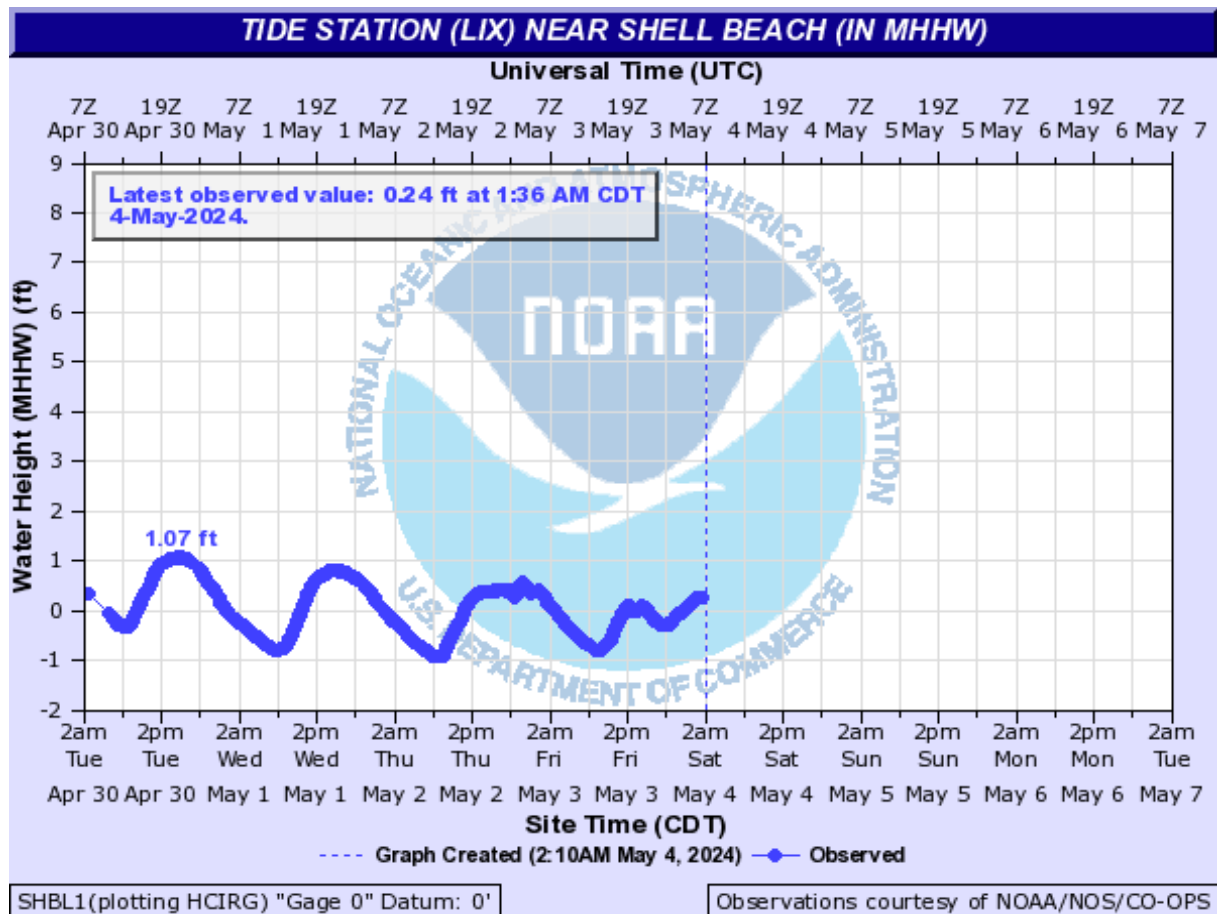 TIDE STATION (LIX) NEAR SHELL BEACH (IN MHHW)
Universal Time (UTC)
7Z 19Z 7Z 19Z 7Z 19Z 7Z 19Z 7Z 19Z 7Z 19Z 7Z 19Z 7Z
Apr 30 Apr 30 May 1 May 1 May 2 May 2 May 3 May 3 May 4 May 4 May 5 May 5 May 6 May 6 May 7
Latest observed value: 0.24 ft at 1:36 AM CDT
4-May-2024.
NATIONAL OCEANIC AND ATMOSPHERIC ADMINISTRATION
NOAA
U.S. DEPARTMENT OF COMMERCE
Water Height (MHHW) (ft)
9
8
7
6
5
4
3
2
1
0
-1
-2
1.07 ft
2am 2pm 2am 2pm 2am 2pm 2am 2pm 2am 2pm 2am 2pm 2am 2pm 2am
Tue Tue Wed Wed Thu Thu Fri Fri Sat Sat Sun Sun Mon Mon Tue
Apr 30 Apr 30 May 1 May 1 May 2 May 2 May 3 May 3 May 4 May 4 May 5 May 5 May 6 May 6 May 7
Site Time (CDT)
Graph Created (2:10AM May 4, 2024) Observed
SHBL1(plotting HCIRG) "Gage 0" Datum: 0'
Observations courtesy of NOAA/NOS/CO-OPS